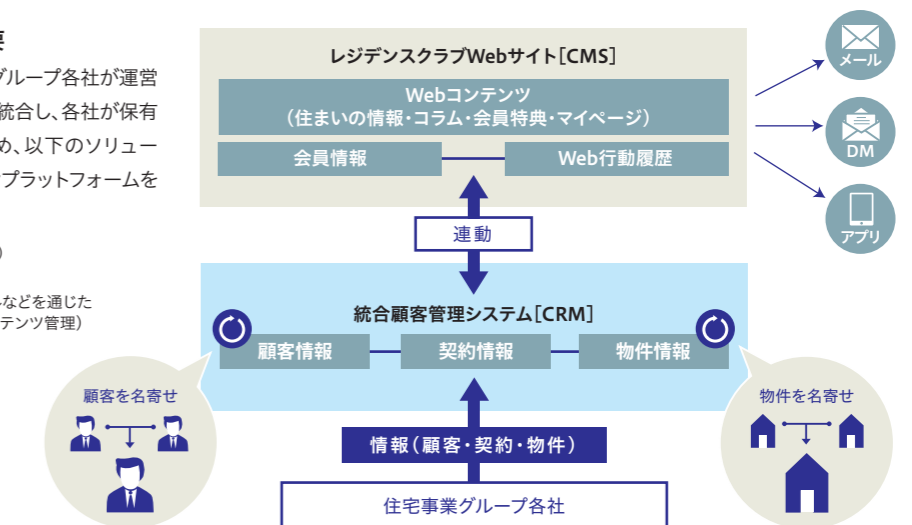 要
グループ各社が運営
統合し、各社が保有
め、以下のソリュー
プラットフォームを
)
などを通じた
テンツ管理)
レジデンスクラブWebサイト[CMS]
Webコンテンツ
(住まいの情報・コラム・会員特典・マイページ)
会員情報
Web行動履歴
メール
DM
アプリ
連動
統合顧客管理システム[CRM]
顧客情報
契約情報
物件情報
顧客を名寄せ
物件を名寄せ
情報(顧客・契約・物件)
住宅事業グループ各社